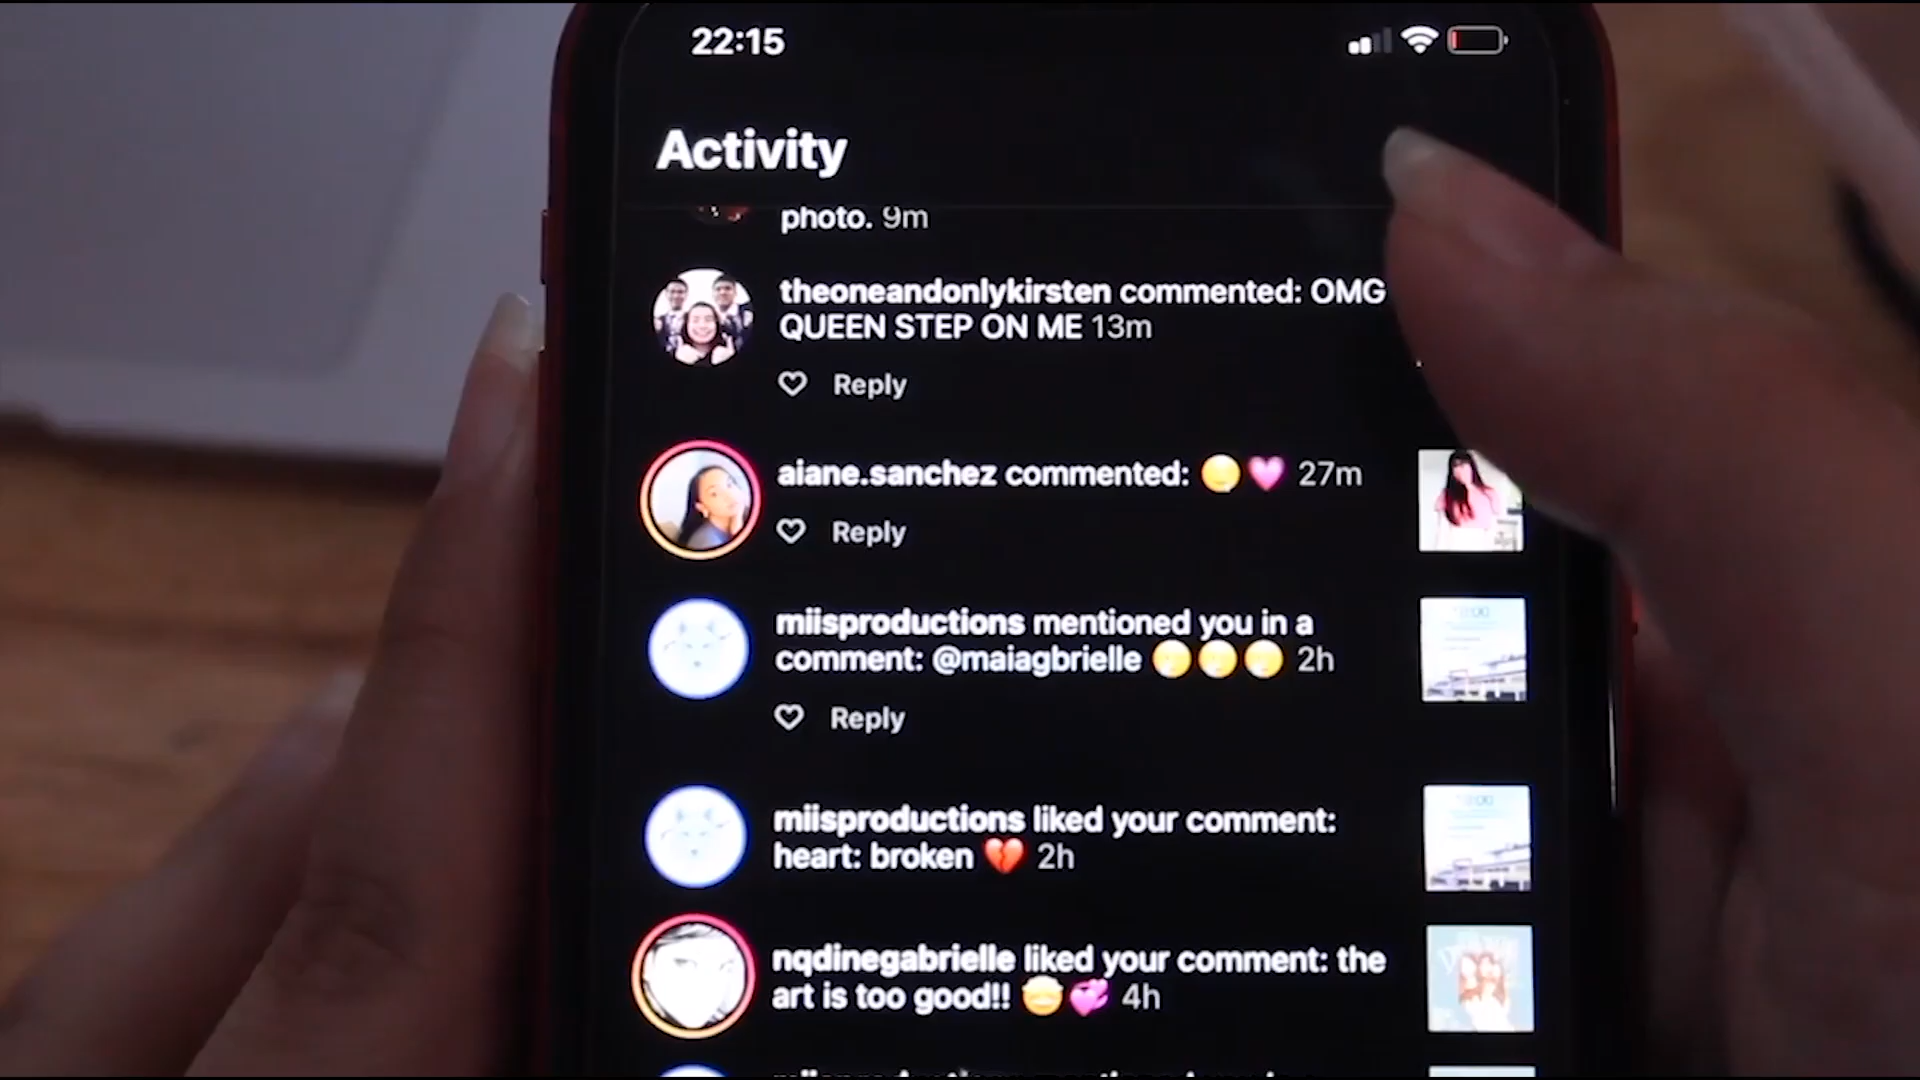 22:15
Activity
photo. 9m
theoneandonlykirsten commented: OMG
QUEEN STEP ON ME 13m
Reply
aiane.sanchez commented: 😊💗 27m
Reply
miisproductions mentioned you in a
comment: @maiagbrielle 2h
Reply
miisproductions liked your comment:
heart: broken 💔 2h
nqdinegabrielle liked your comment: the
art is too good!! 🤩💞 4h